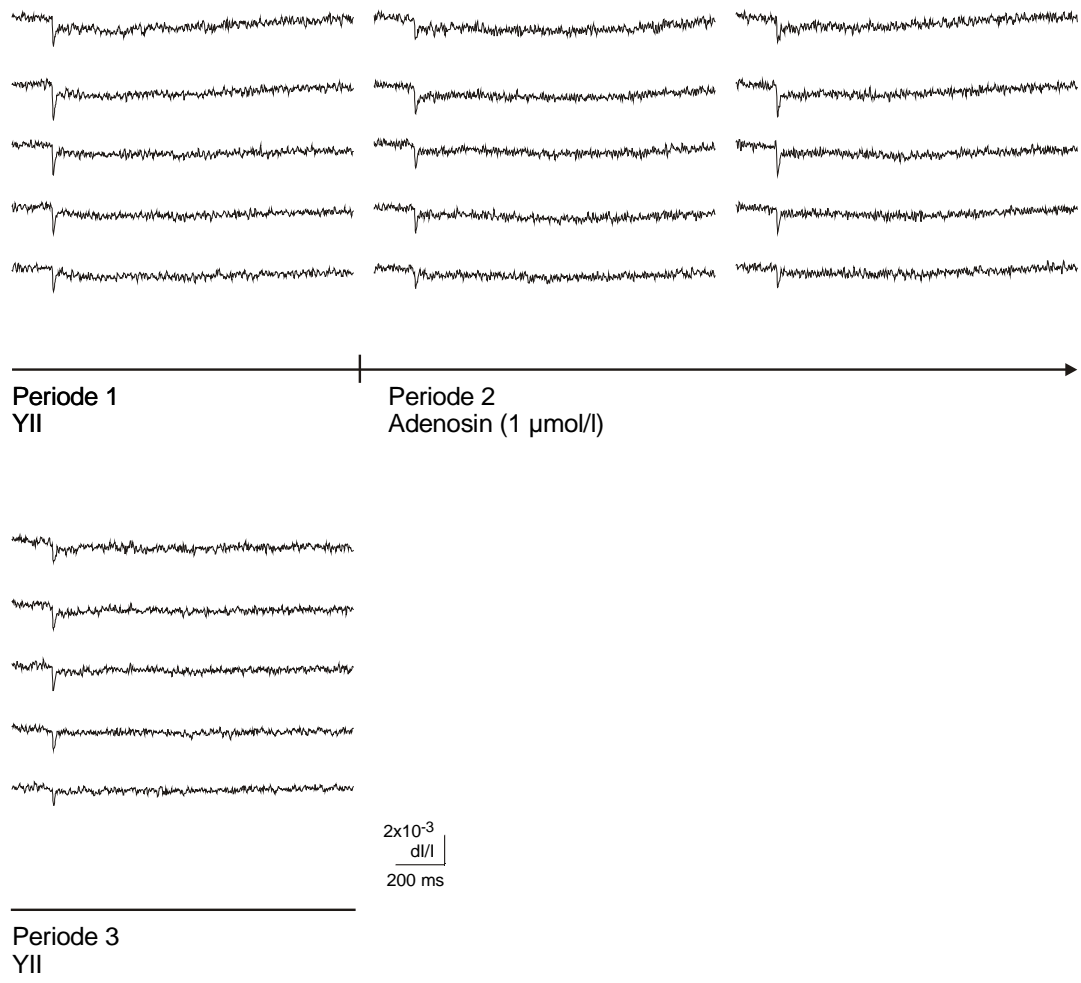 Periode 1
YII
Periode 2
Adenosin (1 µmol/l)
2x10-3
dI/I
200 ms
Periode 3
YII